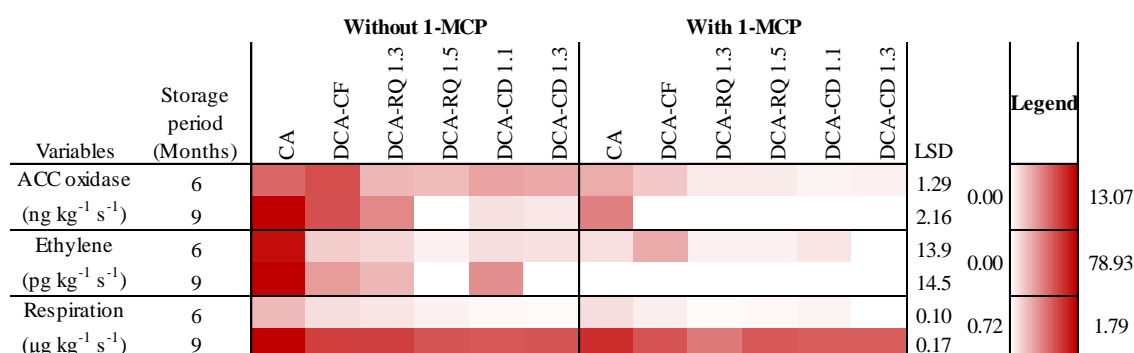 Without 1-MCP With 1-MCP
Variables Storage period (Months) CA DCA-CF DCA-RQ 1.3 DCA-RQ 1.5 DCA-CD 1.1 DCA-CD 1.3 CA DCA-CF DCA-RQ 1.3 DCA-RQ 1.5 DCA-CD 1.1 DCA-CD 1.3 LSD Legend
ACC oxidase 6 1.29
(ng kg⁻¹ s⁻¹) 9 2.16 0.00 13.07
Ethylene 6 13.9
(pg kg⁻¹ s⁻¹) 9 14.5 0.00 78.93
Respiration 6 0.10
(µg kg⁻¹ s⁻¹) 9 0.17 0.72 1.79